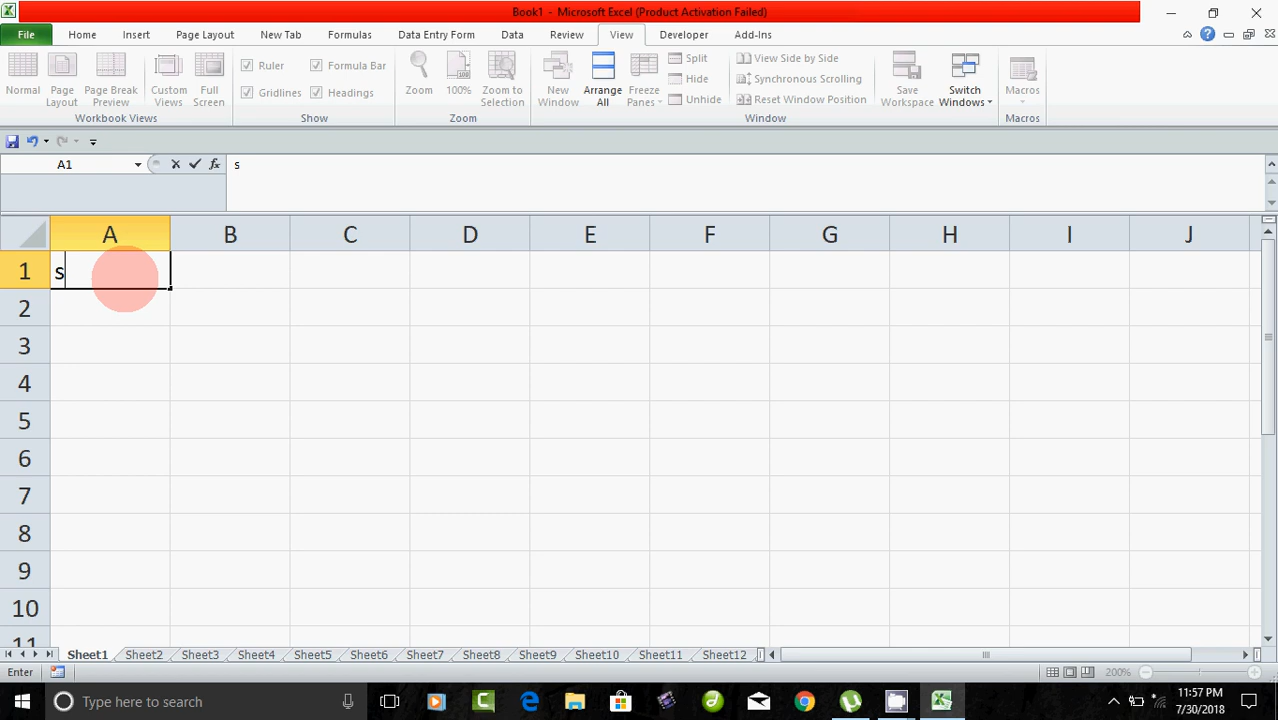 Book1 - Microsoft Excel (Product Activation Failed)
File Home Insert Page Layout New Tab Formulas Data Entry Form Data Review View Developer Add-Ins
Normal Page Layout Page Break Preview Custom Views Full Screen
Workbook Views
Ruler Formula Bar
Gridlines Headings
Show
Zoom 100% Zoom to Selection
Zoom
New Window Arrange All Freeze Panes
Split
Hide
Unhide
View Side by Side
Synchronous Scrolling
Reset Window Position
Save Workspace Switch Windows
Window
Macros
Macros
A1 fx s
A B C D E F G H I J
1 s
2
3
4
5
6
7
8
9
10
11
Sheet1 Sheet2 Sheet3 Sheet4 Sheet5 Sheet6 Sheet7 Sheet8 Sheet9 Sheet10 Sheet11 Sheet12
Enter 200%
Type here to search 11:57 PM
7/30/2018